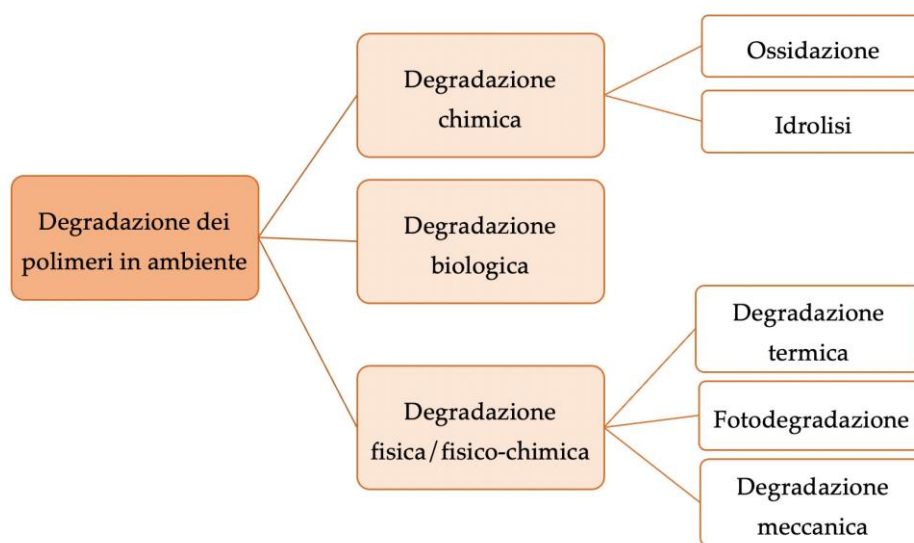 Degradazione dei
polimeri in ambiente
Degradazione
chimica
Ossidazione
Idrolisi
Degradazione
biologica
Degradazione
fisica/fisico-chimica
Degradazione
termica
Fotodegradazione
Degradazione
meccanica